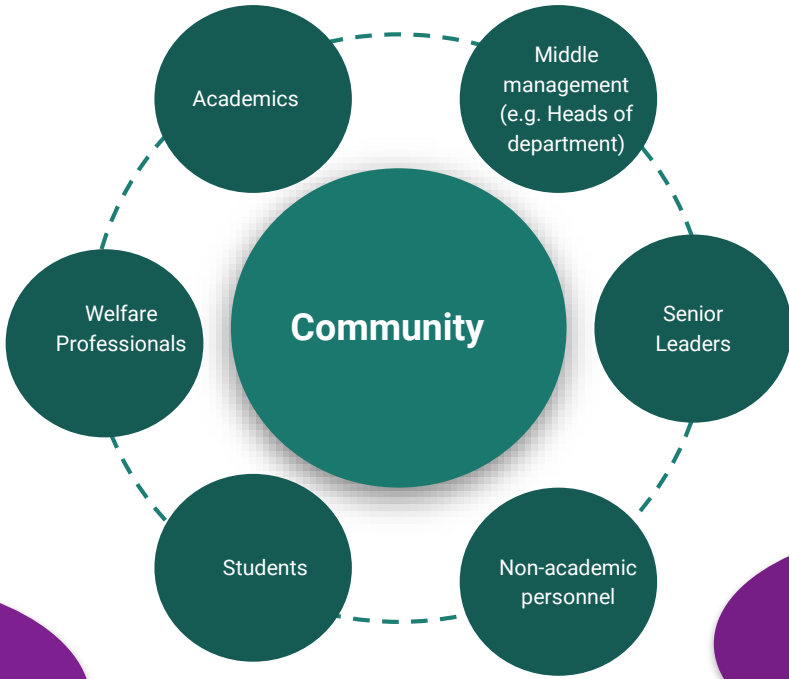 Academics
Middle
management
(e.g. Heads of
department)
Welfare
Professionals
Community
Senior
Leaders
Students
Non-academic
personnel